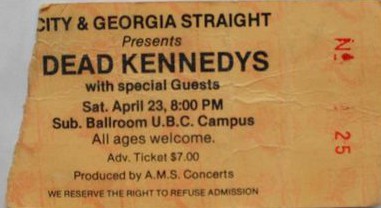 CITY & GEORGIA STRAIGHT
Presents
DEAD KENNEDYS
with special Guests
Sat. April 23, 8:00 PM
Sub. Ballroom U.B.C. Campus
All ages welcome.
Adv. Ticket $7.00
Produced by A.M.S. Concerts
WE RESERVE THE RIGHT TO REFUSE ADMISSION
25